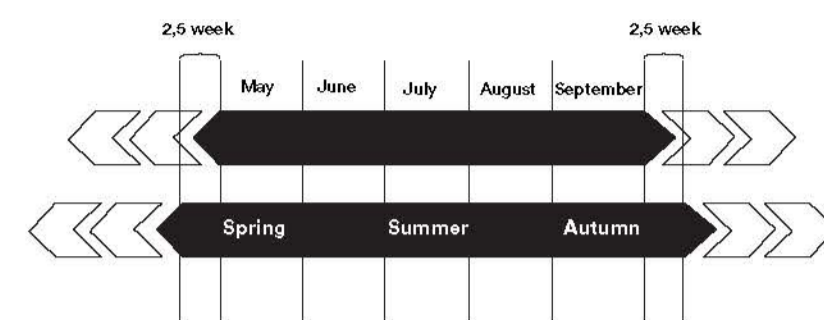 2,5 week 2,5 week
May June July August September
Spring Summer Autumn